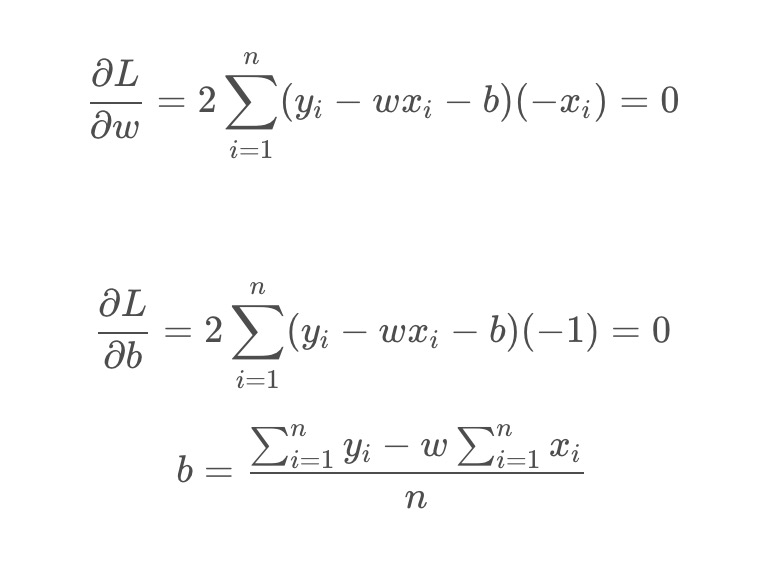 ∂L/∂w = 2 ∑_{i=1}^{n} (y_i − wx_i − b)(−x_i) = 0
∂L/∂b = 2 ∑_{i=1}^{n} (y_i − wx_i − b)(−1) = 0
b = (∑_{i=1}^{n} y_i − w ∑_{i=1}^{n} x_i)/n